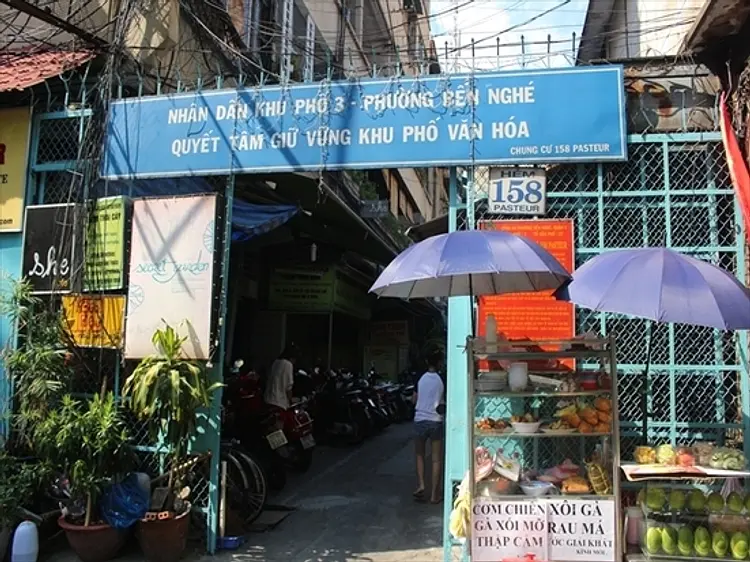 NHÂN DÂN KHU PHỐ 3 - PHƯỜNG BẾN NGHÉ
QUYẾT TÂM GIỮ VỮNG KHU PHỐ VĂN HÓA
CHUNG CƯ 158 PASTEUR
HẺM
158
PASTEUR
she
secret garden
CƠM CHIÊN
GÀ XỐI MỠ
THẬP CẨM
XÔI GÀ
RAU MÁ
ƯỚC GIẢI KHÁT
KÍNH MỜI